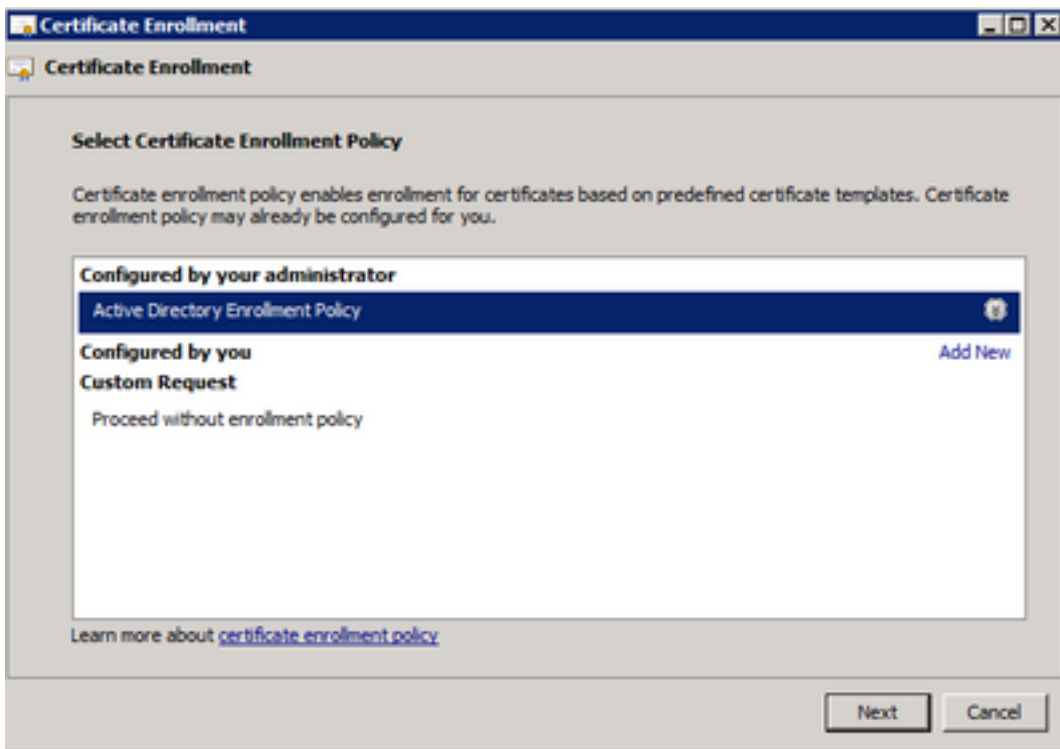 Certificate Enrollment
Certificate Enrollment
Select Certificate Enrollment Policy
Certificate enrollment policy enables enrollment for certificates based on predefined certificate templates. Certificate
enrollment policy may already be configured for you.
Configured by your administrator
Active Directory Enrollment Policy
Configured by you Add New
Custom Request
Proceed without enrollment policy
Learn more about certificate enrollment policy
Next Cancel